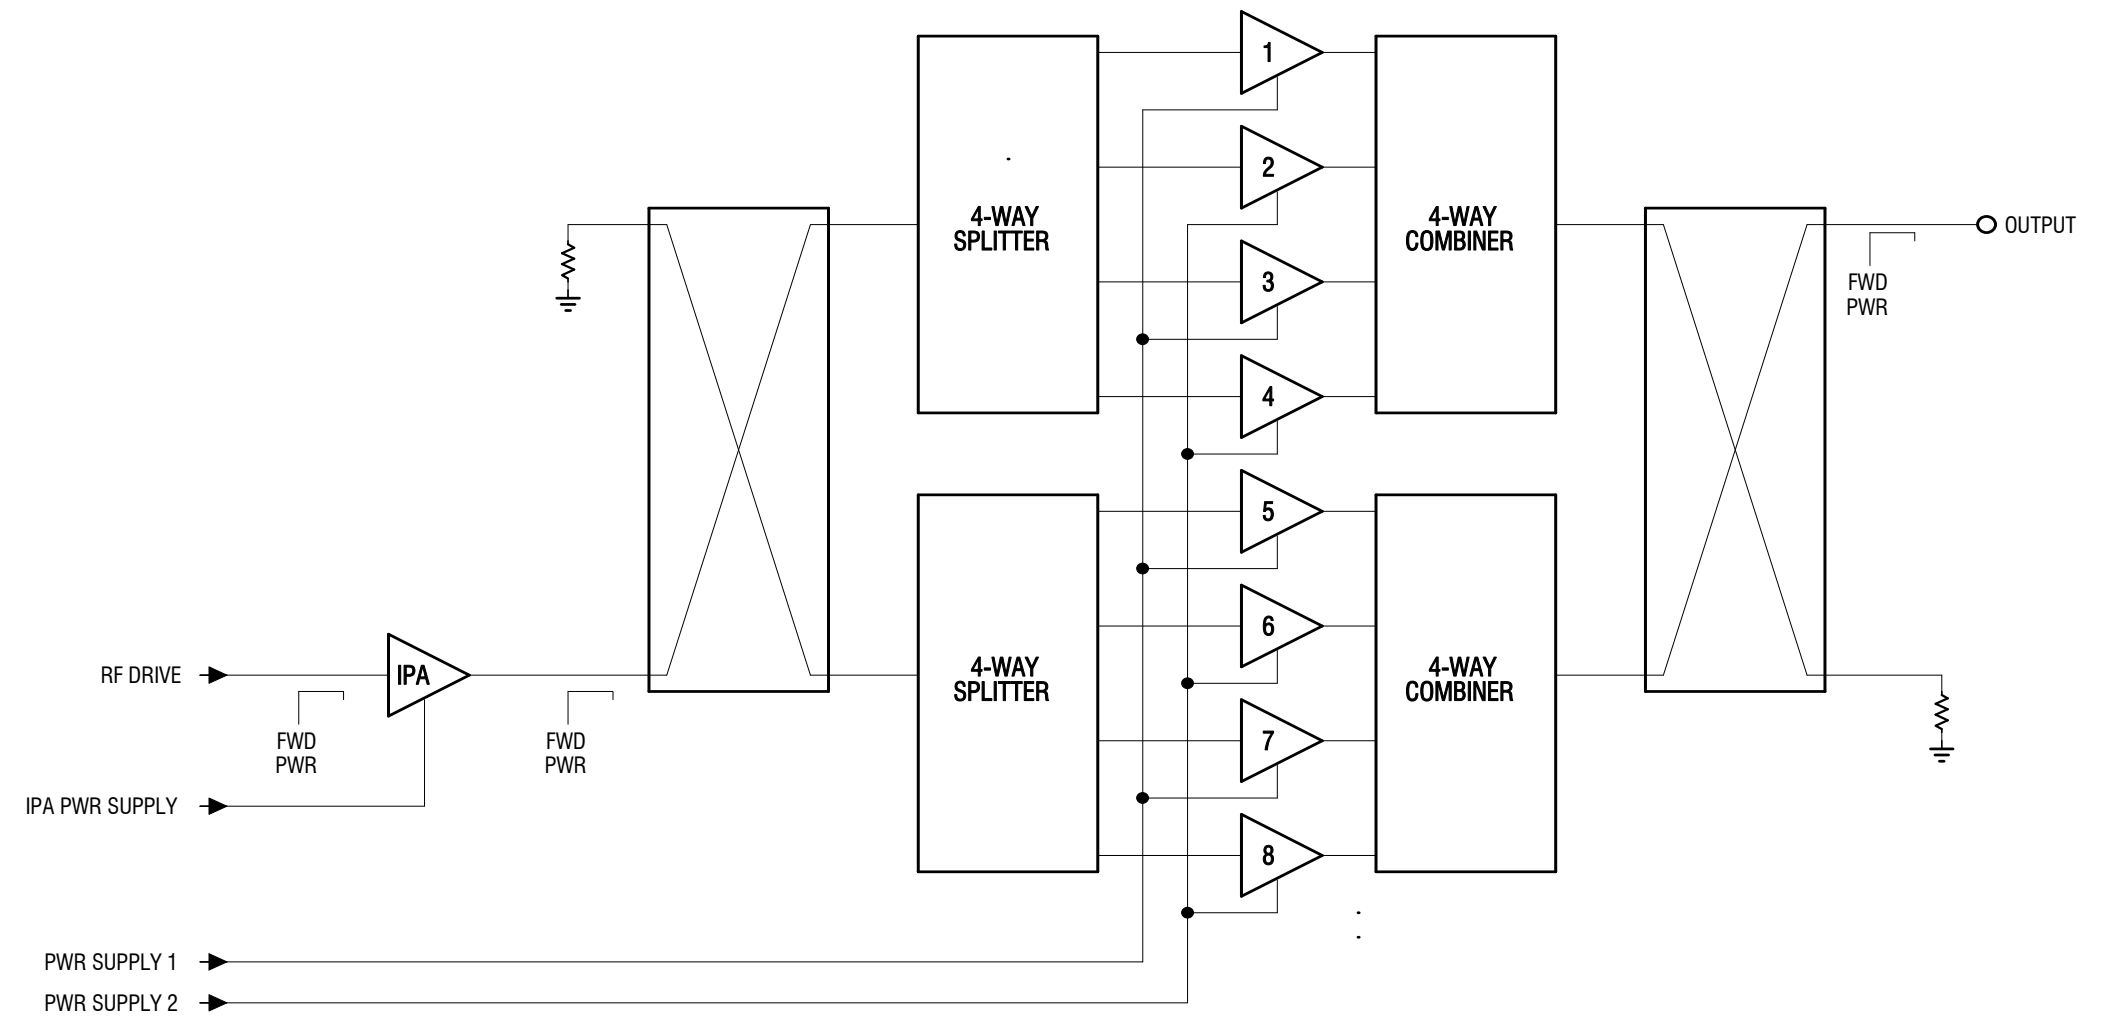 1
2
4-WAY
SPLITTER
4-WAY
COMBINER
OUTPUT
3
FWD
PWR
4
5
6
RF DRIVE
IPA
4-WAY
SPLITTER
4-WAY
COMBINER
FWD
PWR
FWD
PWR
7
IPA PWR SUPPLY
8
PWR SUPPLY 1
PWR SUPPLY 2